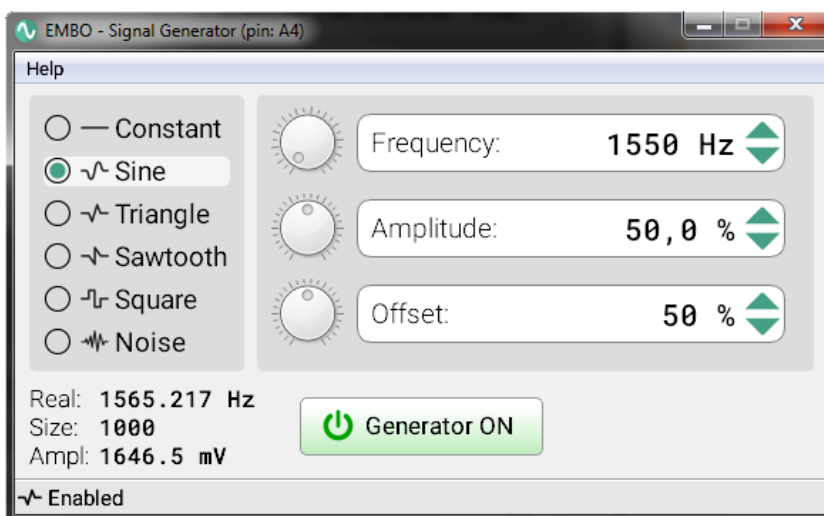 EMBO - Signal Generator (pin: A4)
Help
Constant
Sine
Triangle
Sawtooth
Square
Noise
Frequency: 1550 Hz
Amplitude: 50,0 %
Offset: 50 %
Real: 1565.217 Hz
Size: 1000
Ampl: 1646.5 mV
Generator ON
Enabled